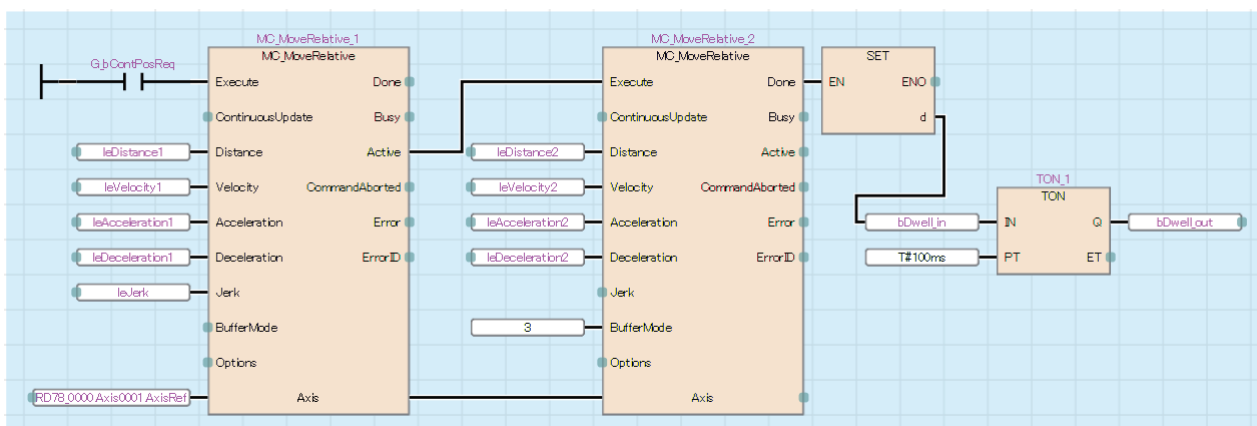 MC_MoveRelative_1
MC_MoveRelative
G_bContPosReq
Execute
Done
ContinuousUpdate
Busy
leDistance1
Distance
Active
leVelocity1
Velocity
CommandAborted
leAcceleration1
Acceleration
Error
leDeceleration1
Deceleration
ErrorID
leJerk
Jerk
BufferMode
Options
RD78_0000.Axis0001.AxisRef
Axis
MC_MoveRelative_2
MC_MoveRelative
Execute
Done
ContinuousUpdate
Busy
leDistance2
Distance
Active
leVelocity2
Velocity
CommandAborted
leAcceleration2
Acceleration
Error
leDeceleration2
Deceleration
ErrorID
Jerk
3
BufferMode
Options
Axis
SET
EN
ENO
d
TON_1
TON
bDwell_in
IN
Q
bDwell_out
T#100ms
PT
ET